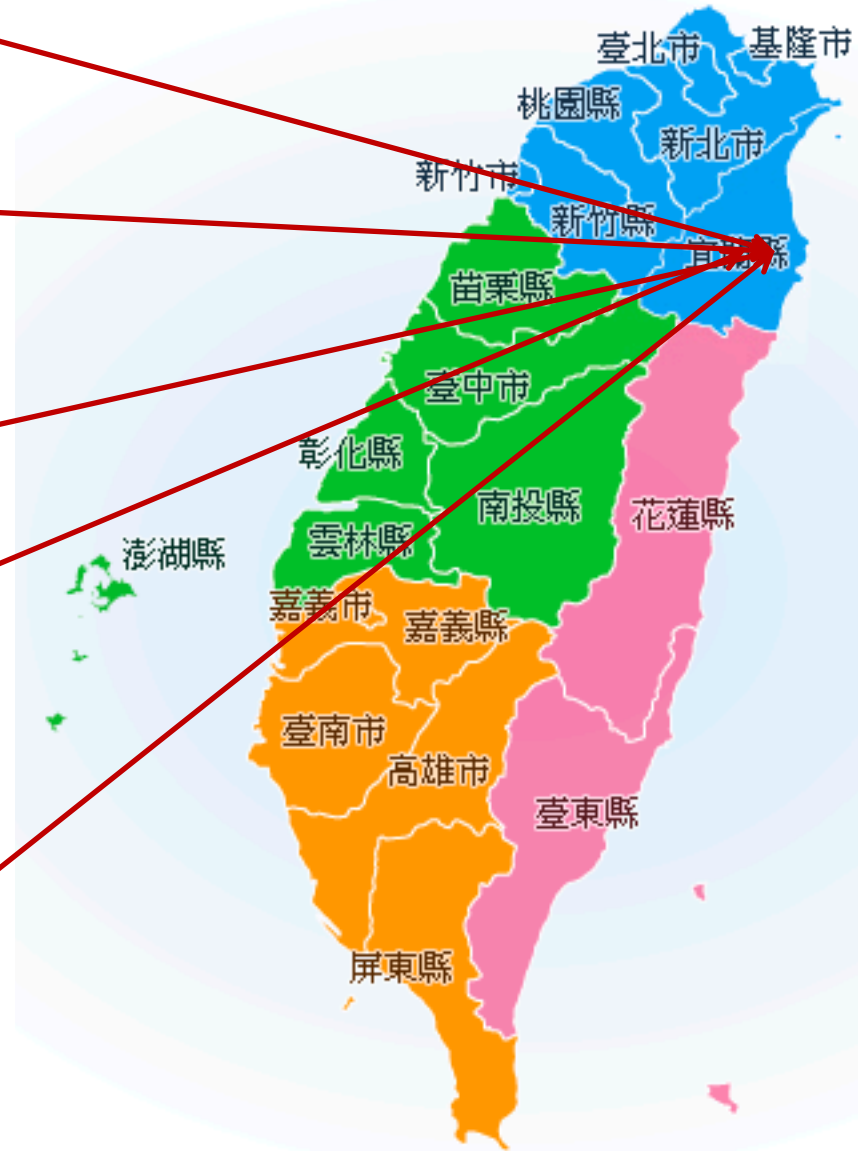 臺北市
基隆市
桃園縣
新北市
新竹市
新竹縣
宜蘭縣
苗栗縣
臺中市
彰化縣
南投縣
花蓮縣
雲林縣
澎湖縣
嘉義市
嘉義縣
臺南市
高雄市
臺東縣
屏東縣